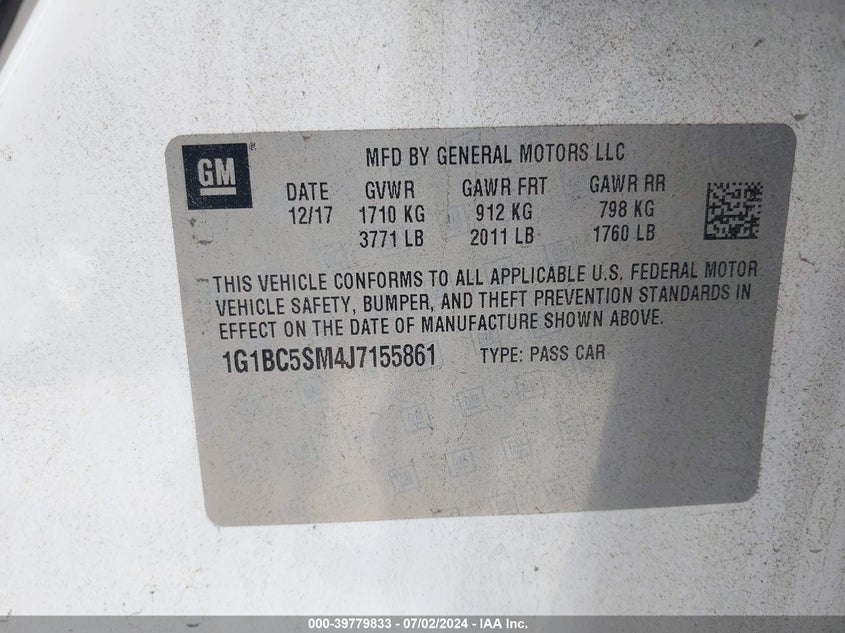 GM
MFD BY GENERAL MOTORS LLC
DATE GVWR GAWR FRT GAWR RR
12/17 1710 KG 912 KG 798 KG
3771 LB 2011 LB 1760 LB
THIS VEHICLE CONFORMS TO ALL APPLICABLE U.S. FEDERAL MOTOR
VEHICLE SAFETY, BUMPER, AND THEFT PREVENTION STANDARDS IN
EFFECT ON THE DATE OF MANUFACTURE SHOWN ABOVE.
1G1BC5SM4J7155861 TYPE: PASS CAR
000-39779833 - 07/02/2024 - IAA Inc.